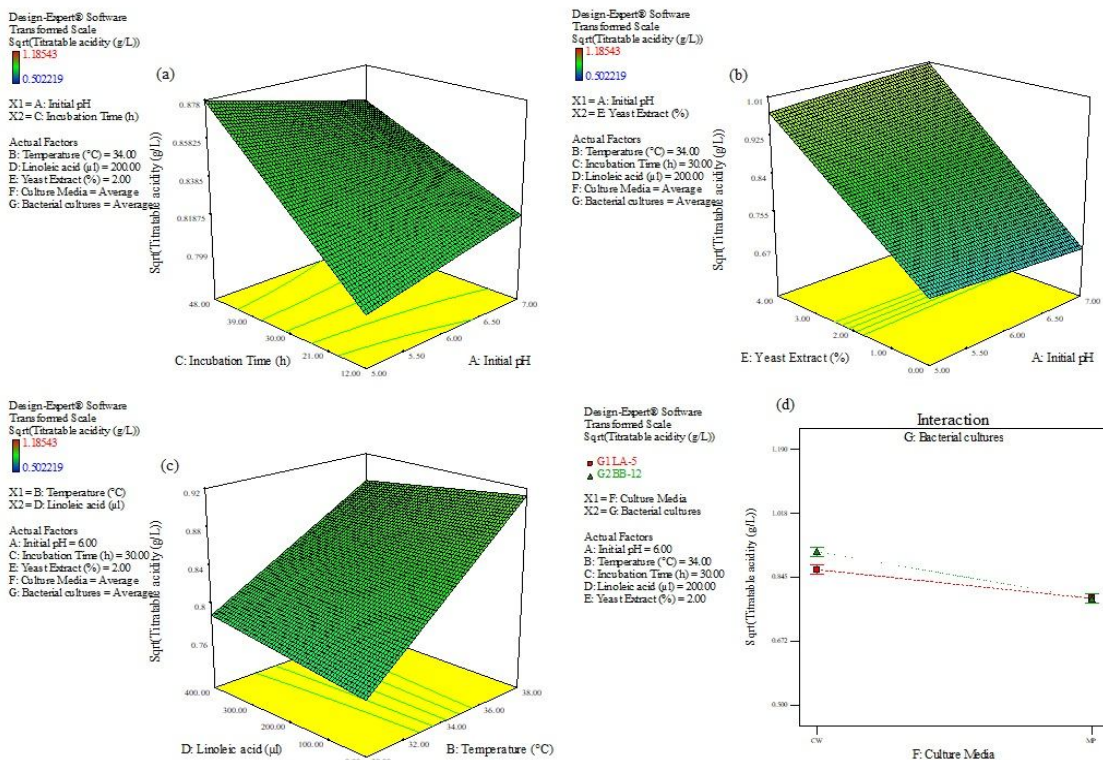 Design-Expert® Software
Transformed Scale
Sqrt(Titratable acidity (g/L))
1.18543
0.502219
X1 = A: Initial pH
X2 = C: Incubation Time (h)
Actual Factors
B: Temperature (°C) = 34.00
D: Linoleic acid (µl) = 200.00
E: Yeast Extract (%) = 2.00
F: Culture Media = Average
G: Bacterial cultures = Average
(a)
Sqrt(Titratable acidity (g/L))
0.878
0.85825
0.8385
0.81875
0.799
48.00
39.00
30.00
21.00
12.00
C: Incubation Time (h)
5.00
5.50
6.00
6.50
7.00
A: Initial pH
Design-Expert® Software
Transformed Scale
Sqrt(Titratable acidity (g/L))
1.18543
0.502219
X1 = A: Initial pH
X2 = E: Yeast Extract (%)
Actual Factors
B: Temperature (°C) = 34.00
C: Incubation Time (h) = 30.00
D: Linoleic acid (µl) = 200.00
F: Culture Media = Average
G: Bacterial cultures = Average
(b)
Sqrt(Titratable acidity (g/L))
1.01
0.925
0.84
0.755
0.67
4.00
3.00
2.00
1.00
0.00
E: Yeast Extract (%)
5.00
5.50
6.00
6.50
7.00
A: Initial pH
Design-Expert® Software
Transformed Scale
Sqrt(Titratable acidity (g/L))
1.18543
0.502219
X1 = B: Temperature (°C)
X2 = D: Linoleic acid (µl)
Actual Factors
A: Initial pH = 6.00
C: Incubation Time (h) = 30.00
E: Yeast Extract (%) = 2.00
F: Culture Media = Average
G: Bacterial cultures = Average
(c)
Sqrt(Titratable acidity (g/L))
0.92
0.88
0.84
0.8
0.76
400.00
300.00
200.00
100.00
D: Linoleic acid (µl)
32.00
34.00
36.00
38.00
B: Temperature (°C)
Design-Expert® Software
Transformed Scale
Sqrt(Titratable acidity (g/L))
G1 LA-5
G2 BB-12
X1 = F: Culture Media
X2 = G: Bacterial cultures
Actual Factors
A: Initial pH = 6.00
B: Temperature (°C) = 34.00
C: Incubation Time (h) = 30.00
D: Linoleic acid (µl) = 200.00
E: Yeast Extract (%) = 2.00
(d)
Interaction
G: Bacterial cultures
Sqrt(Titratable acidity (g/L))
1.190
1.018
0.845
0.672
0.500
CW
MP
F: Culture Media